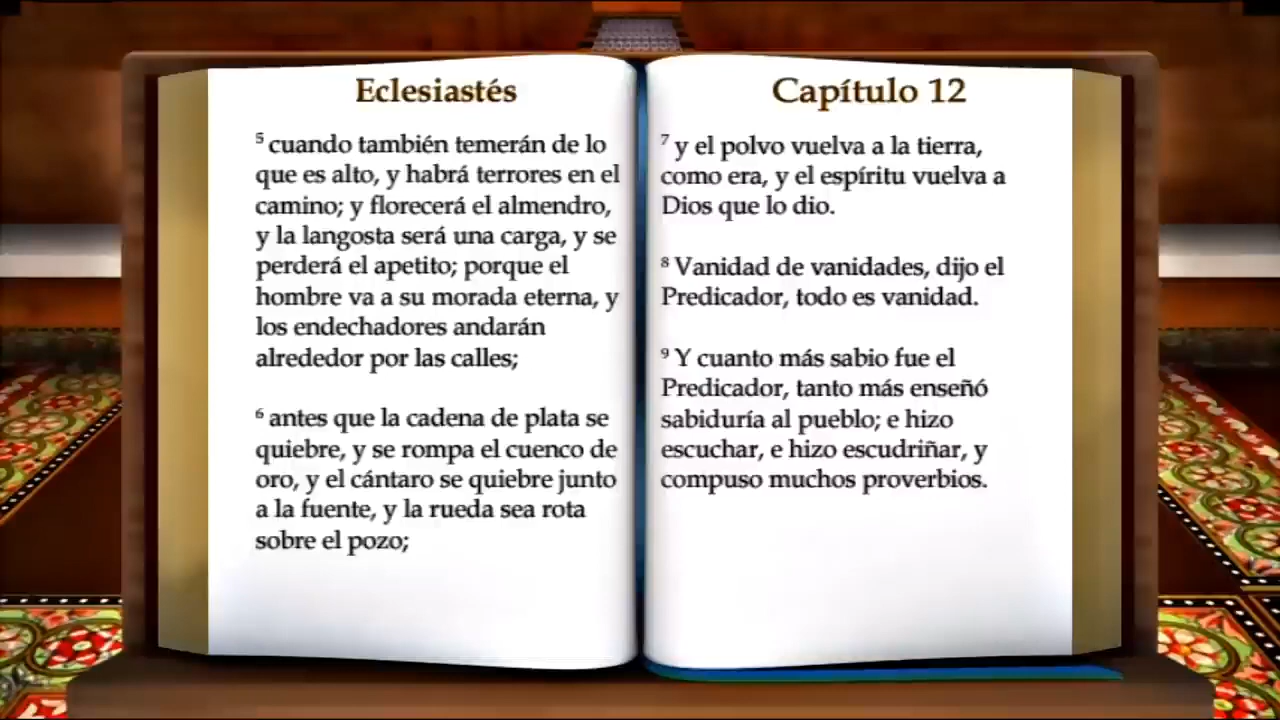 Eclesiastés
5 cuando también temerán de lo
que es alto, y habrá terrores en el
camino; y florecerá el almendro,
y la langosta será una carga, y se
perderá el apetito; porque el
hombre va a su morada eterna, y
los endechadores andarán
alrededor por las calles;
6 antes que la cadena de plata se
quiebre, y se rompa el cuenco de
oro, y el cántaro se quiebre junto
a la fuente, y la rueda sea rota
sobre el pozo;
Capítulo 12
7 y el polvo vuelva a la tierra,
como era, y el espíritu vuelva a
Dios que lo dio.
8 Vanidad de vanidades, dijo el
Predicador, todo es vanidad.
9 Y cuanto más sabio fue el
Predicador, tanto más enseñó
sabiduría al pueblo; e hizo
escuchar, e hizo escudriñar, y
compuso muchos proverbios.